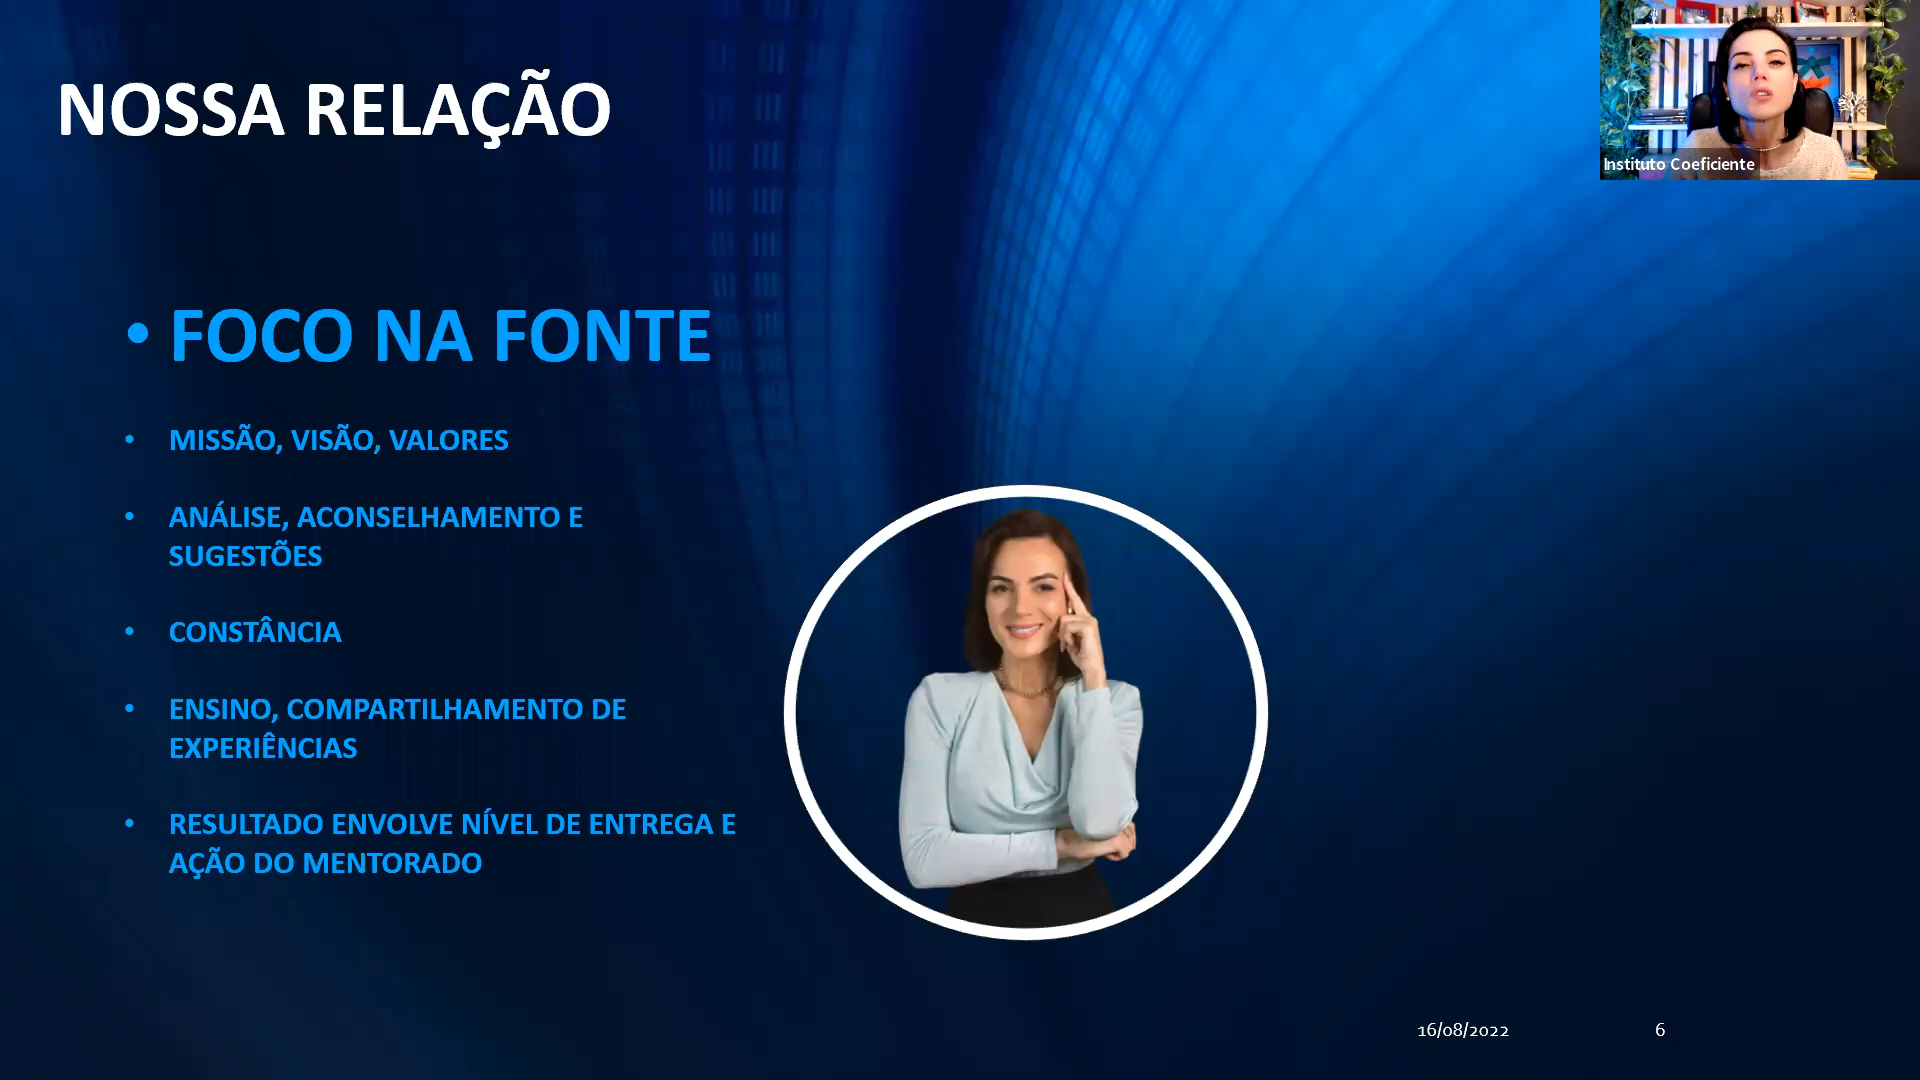 NOSSA RELAÇÃO
Instituto Coeficiente
• FOCO NA FONTE
• MISSÃO, VISÃO, VALORES
• ANÁLISE, ACONSELHAMENTO E
SUGESTÕES
• CONSTÂNCIA
• ENSINO, COMPARTILHAMENTO DE
EXPERIÊNCIAS
• RESULTADO ENVOLVE NÍVEL DE ENTREGA E
AÇÃO DO MENTORADO
16/08/2022
6